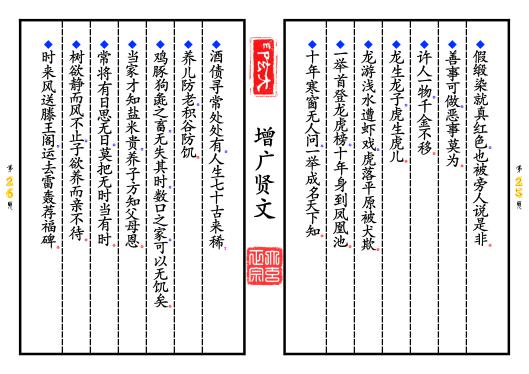 假缎染就真红色，也被旁人说是非。
善事可做，恶事莫为。
许人一物，千金不移。
龙生龙子，虎生虎儿。
龙游浅水遭虾戏，虎落平原被犬欺。
一举首登龙虎榜，十年身到凤凰池。
十年寒窗无人问，一举成名天下知。
增广贤文
酒债寻常处处有，人生七十古来稀。
养儿防老，积谷防饥。
鸡豚狗彘之畜，无失其时，数口之家，可以无饥矣。
当家才知盐米贵，养子方知父母恩。
常将有日思无日，莫把无时当有时。
树欲静而风不止，子欲养而亲不待。
时来风送滕王阁，运去雷轰荐福碑。
第25页
第26页